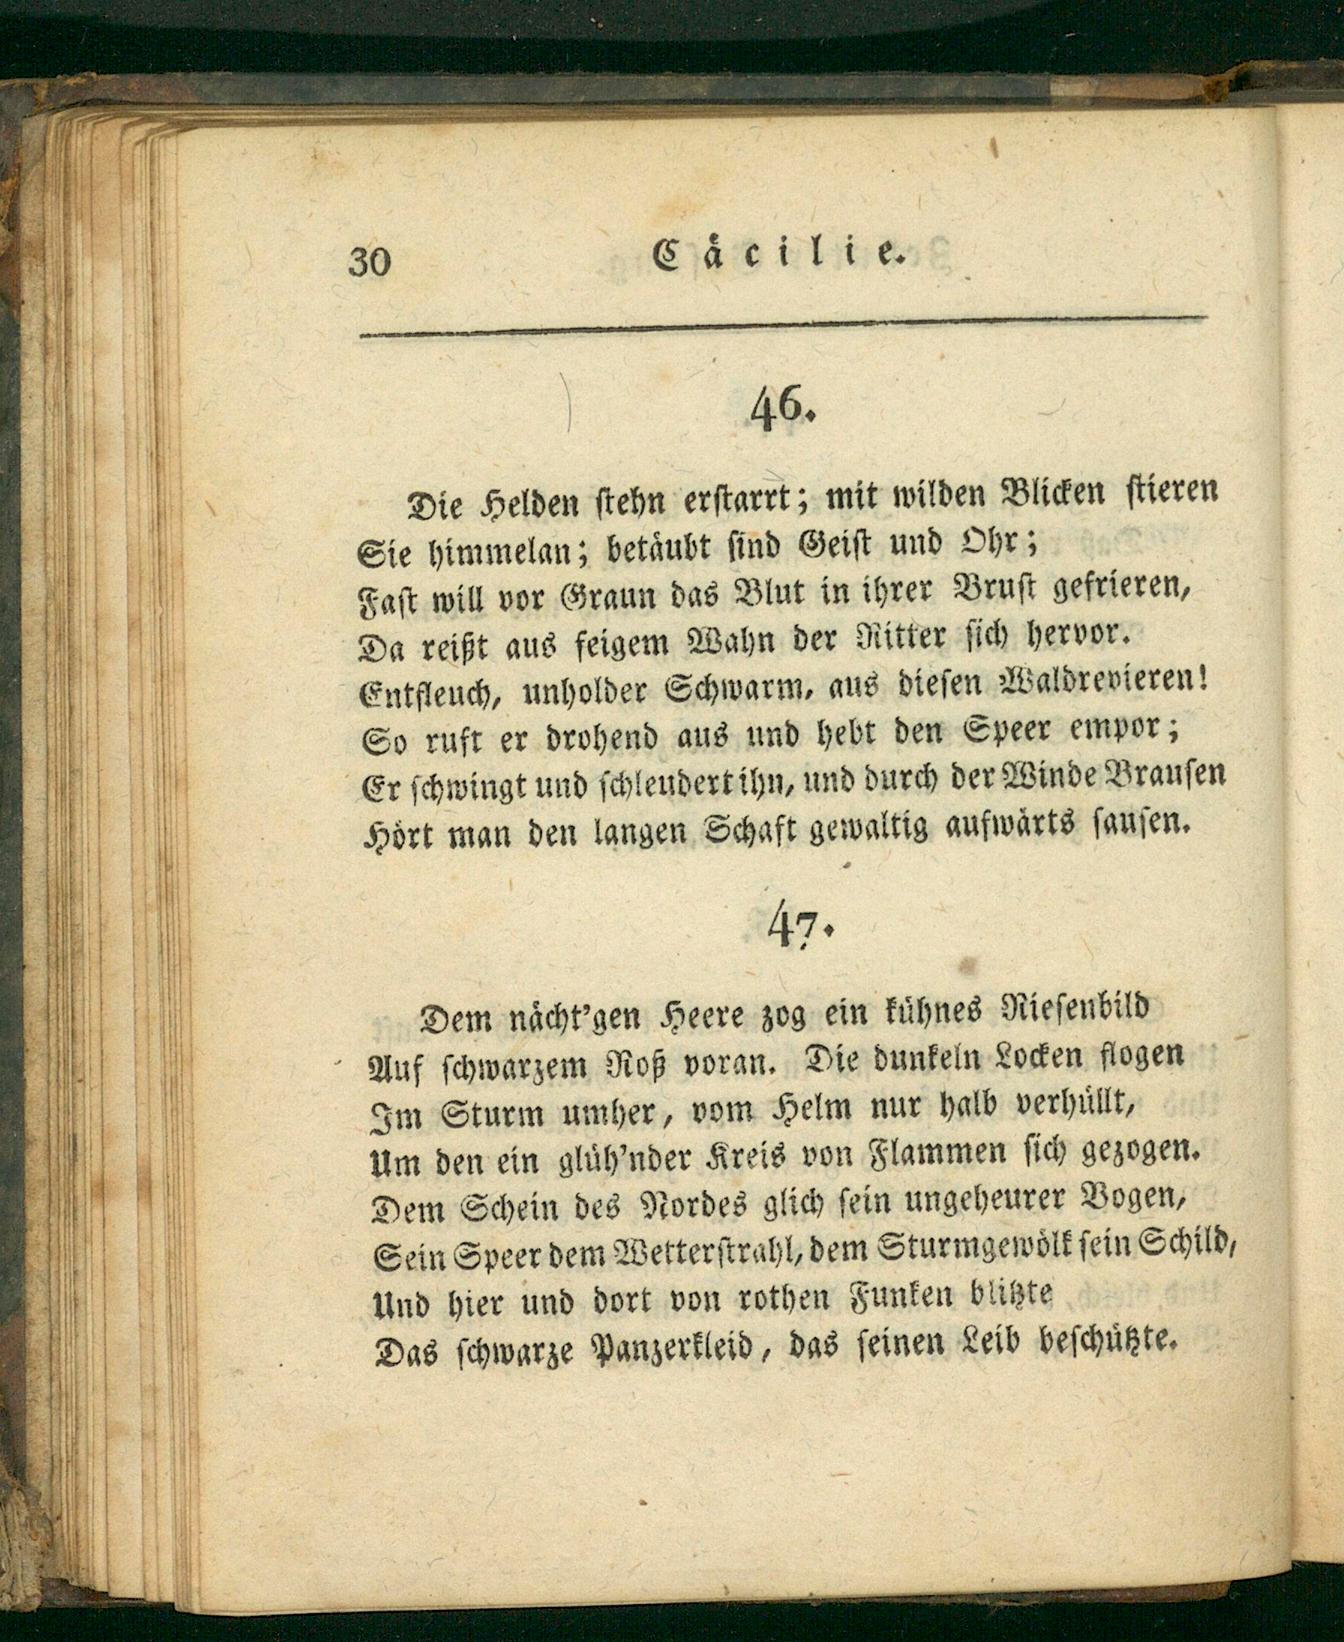 30
Cäcilie.
46.
Die Helden stehn erstarrt; mit wilden Blicken stieren
Sie himmelan; betäubt sind Geist und Ohr;
Fast will vor Graun das Blut in ihrer Brust gefrieren,
Da reißt aus feigem Wahn der Ritter sich hervor.
Entfleuch, unholder Schwarm, aus diesen Waldrevieren!
So ruft er drohend aus und hebt den Speer empor;
Er schwingt und schleudert ihn, und durch der Winde Brausen
Hört man den langen Schaft gewaltig aufwärts sausen.
47.
Dem nächt'gen Heere zog ein kühnes Riesenbild
Auf schwarzem Roß voran. Die dunkeln Locken flogen
Im Sturm umher, vom Helm nur halb verhüllt,
Um den ein glüh'nder Kreis von Flammen sich gezogen.
Dem Schein des Nordes glich sein ungeheurer Bogen,
Sein Speer dem Wetterstrahl, dem Sturmgewölk sein Schild,
Und hier und dort von rothen Funken blitzte
Das schwarze Panzerkleid, das seinen Leib beschützte.